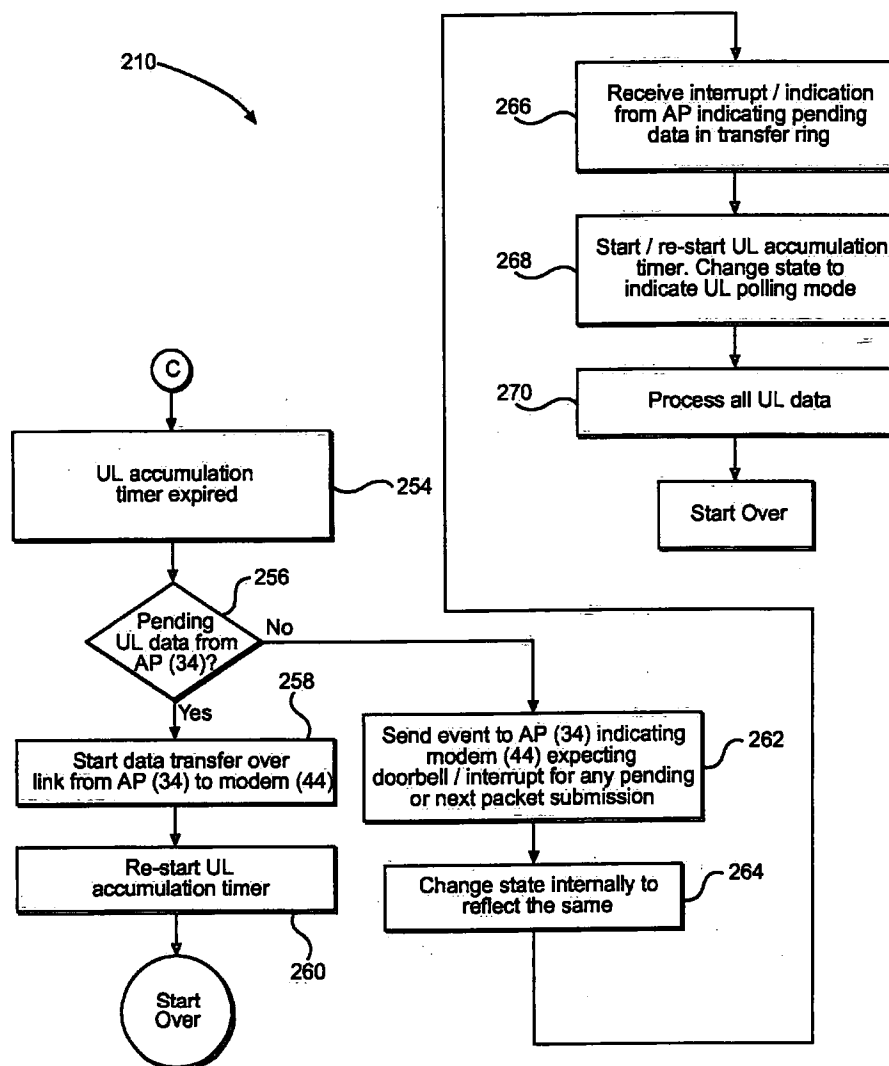 210
C
UL accumulation
timer expired
254
256
Pending
UL data from
AP (34)?
No
Yes
258
Start data transfer over
link from AP (34) to modem (44)
Re-start UL
accumulation timer
260
Start
Over
Send event to AP (34) indicating
modem (44) expecting
doorbell / interrupt for any pending
or next packet submission
262
Change state internally to
reflect the same
264
266
Receive interrupt / indication
from AP indicating pending
data in transfer ring
268
Start / re-start UL accumulation
timer. Change state to
indicate UL polling mode
270
Process all UL data
Start Over